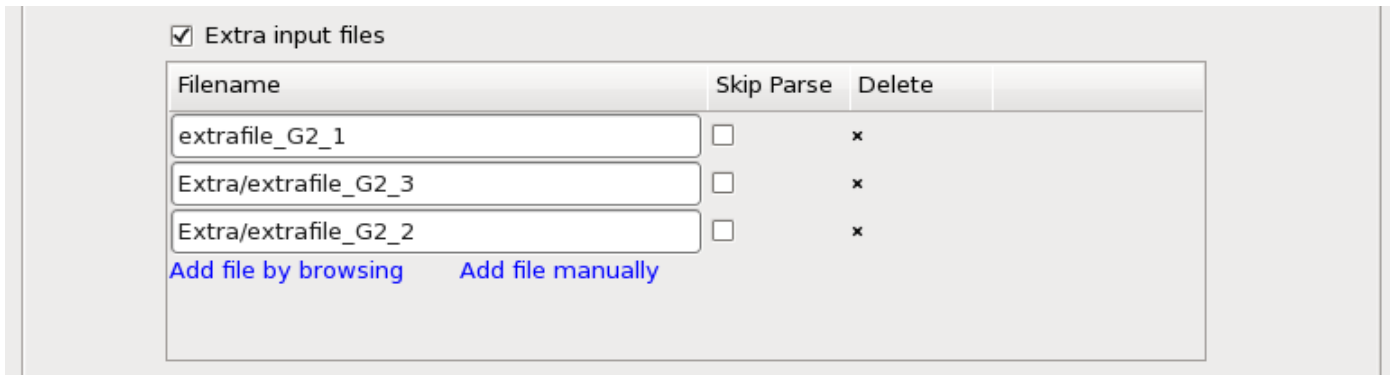 Extra input files
Filename Skip Parse Delete
extrafile_G2_1
Extra/extrafile_G2_3
Extra/extrafile_G2_2
Add file by browsing Add file manually